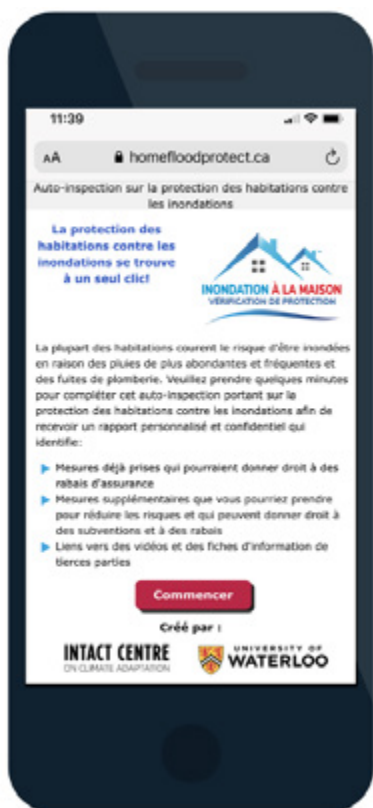 11:39
AA homefloodprotect.ca
Auto-inspection sur la protection des habitations contre
les inondations
La protection des
habitations contre les
inondations se trouve
à un seul clic!
INONDATION À LA MAISON
VÉRIFICATION DE PROTECTION
La plupart des habitations courent le risque d'être inondées
en raison des pluies de plus abondantes et fréquentes et
des fuites de plomberie. Veuillez prendre quelques minutes
pour compléter cet auto-inspection portant sur la
protection des habitations contre les inondations afin de
recevoir un rapport personnalisé et confidentiel qui
identifie:
Mesures déjà prises qui pourraient donner droit à des
rabais d'assurance
Mesures supplémentaires que vous pourriez prendre
pour réduire les risques et qui peuvent donner droit à
des subventions et à des rabais
Liens vers des vidéos et des fiches d'information de
tierces parties
Commencer
Créé par :
INTACT CENTRE
ON CLIMATE ADAPTATION
UNIVERSITY OF
WATERLOO